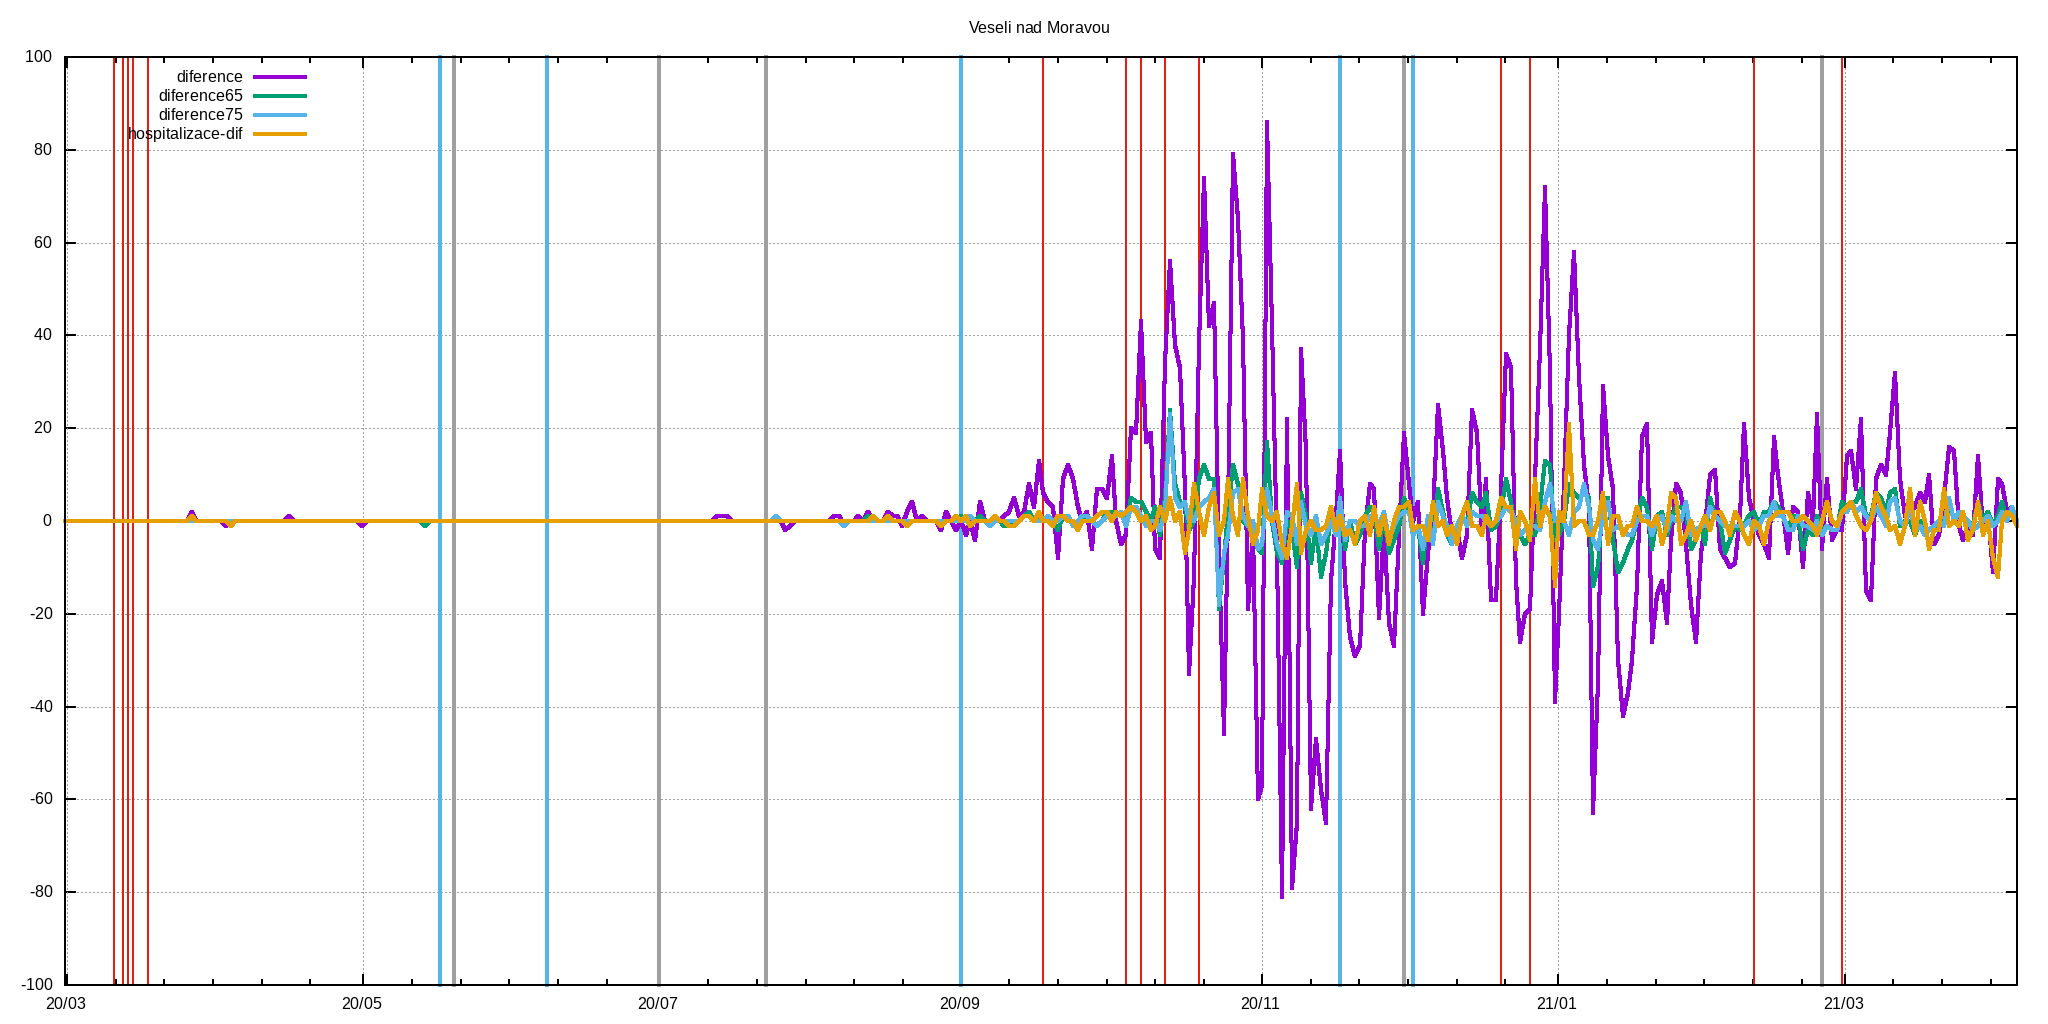 Veseli nad Moravou
diference
diference65
diference75
hospitalizace-dif
100
80
60
40
20
0
-20
-40
-60
-80
-100
20/03 20/05 20/07 20/09 20/11 21/01 21/03